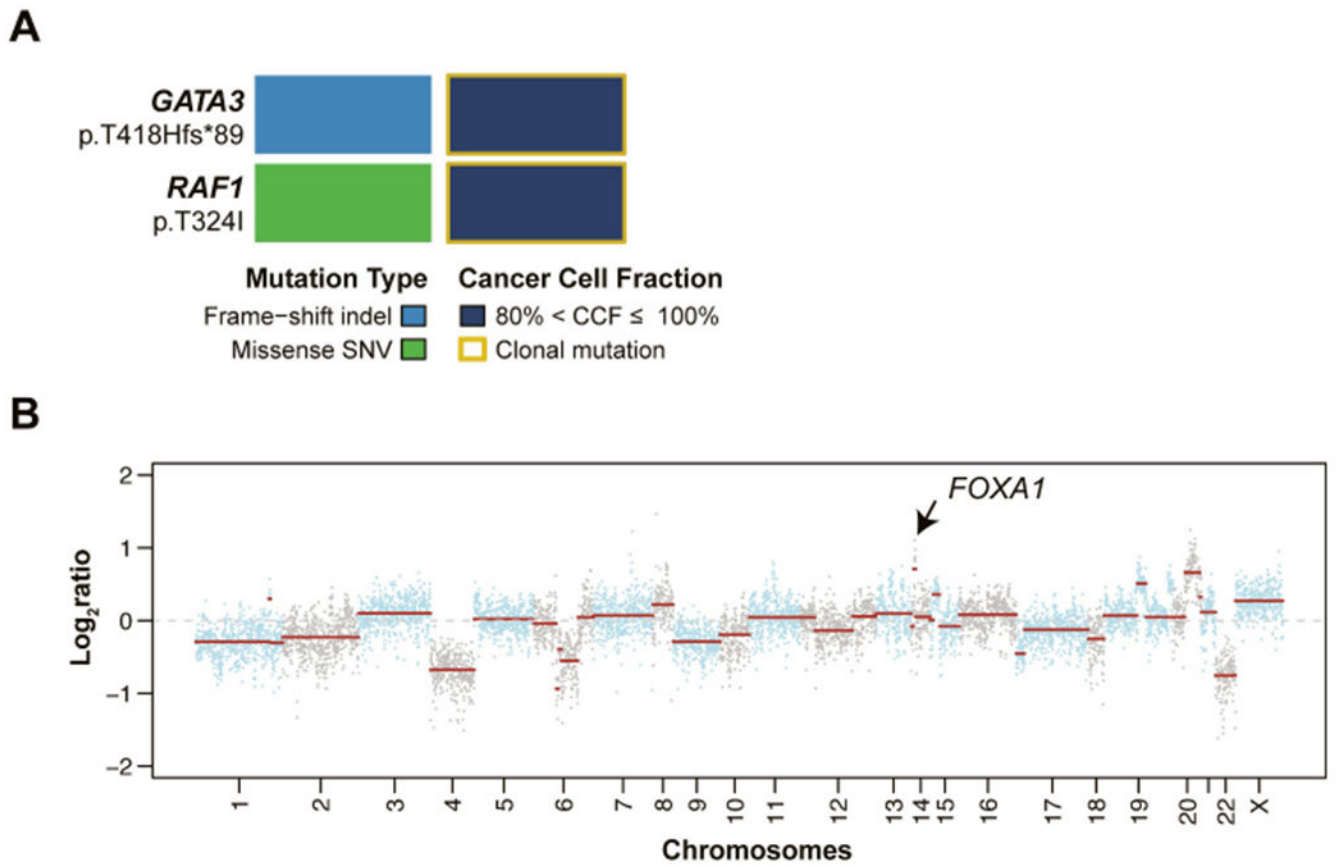 A
GATA3
p.T418Hfs*89
RAF1
p.T324I
Mutation Type
Cancer Cell Fraction
Frame−shift indel
80% < CCF ≤ 100%
Missense SNV
Clonal mutation
B
FOXA1
Log2ratio
2
1
0
−1
−2
1 2 3 4 5 6 7 8 9 10 11 12 13 14 15 16 17 18 19 20 22 X
Chromosomes